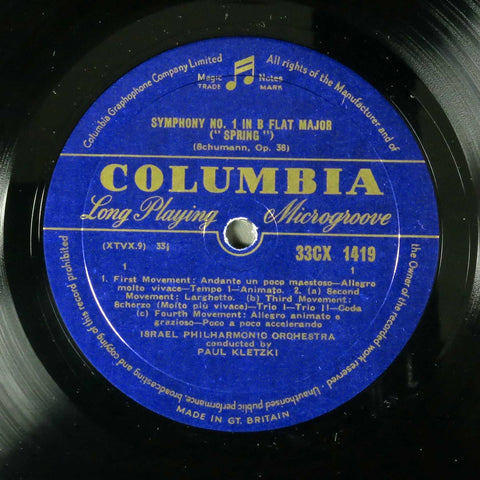 Columbia Graphophone Company Limited
All rights of the Manufacturer and of
the Owner of the recorded work reserved
Unauthorised public performance, broadcasting and copying of this record prohibited
Magic Notes
TRADE MARK
SYMPHONY NO. 1 IN B FLAT MAJOR
("SPRING")
(Schumann, Op. 38)
COLUMBIA
Long Playing Microgroove
(XTVX.9) 33⅓
33CX 1419
1 1
1. First Movement: Andante un poco maestoso—Allegro
molto vivace—Tempo I—Animato. 2. (a) Second
Movement: Larghetto. (b) Third Movement:
Scherzo (Molto più vivace)—Trio I—Trio II—Coda
(c) Fourth Movement: Allegro animato e
grazioso—Poco a poco accelerando
ISRAEL PHILHARMONIC ORCHESTRA
conducted by
PAUL KLETZKI
MADE IN GT. BRITAIN